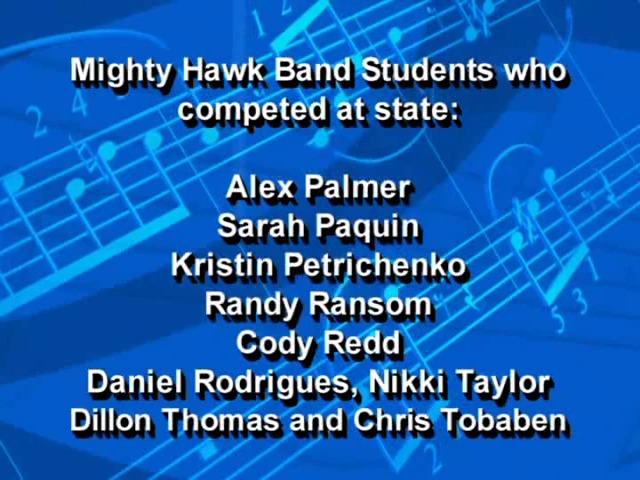 Mighty Hawk Band Students who
competed at state:
Alex Palmer
Sarah Paquin
Kristin Petrichenko
Randy Ransom
Cody Redd
Daniel Rodrigues, Nikki Taylor
Dillon Thomas and Chris Tobaben